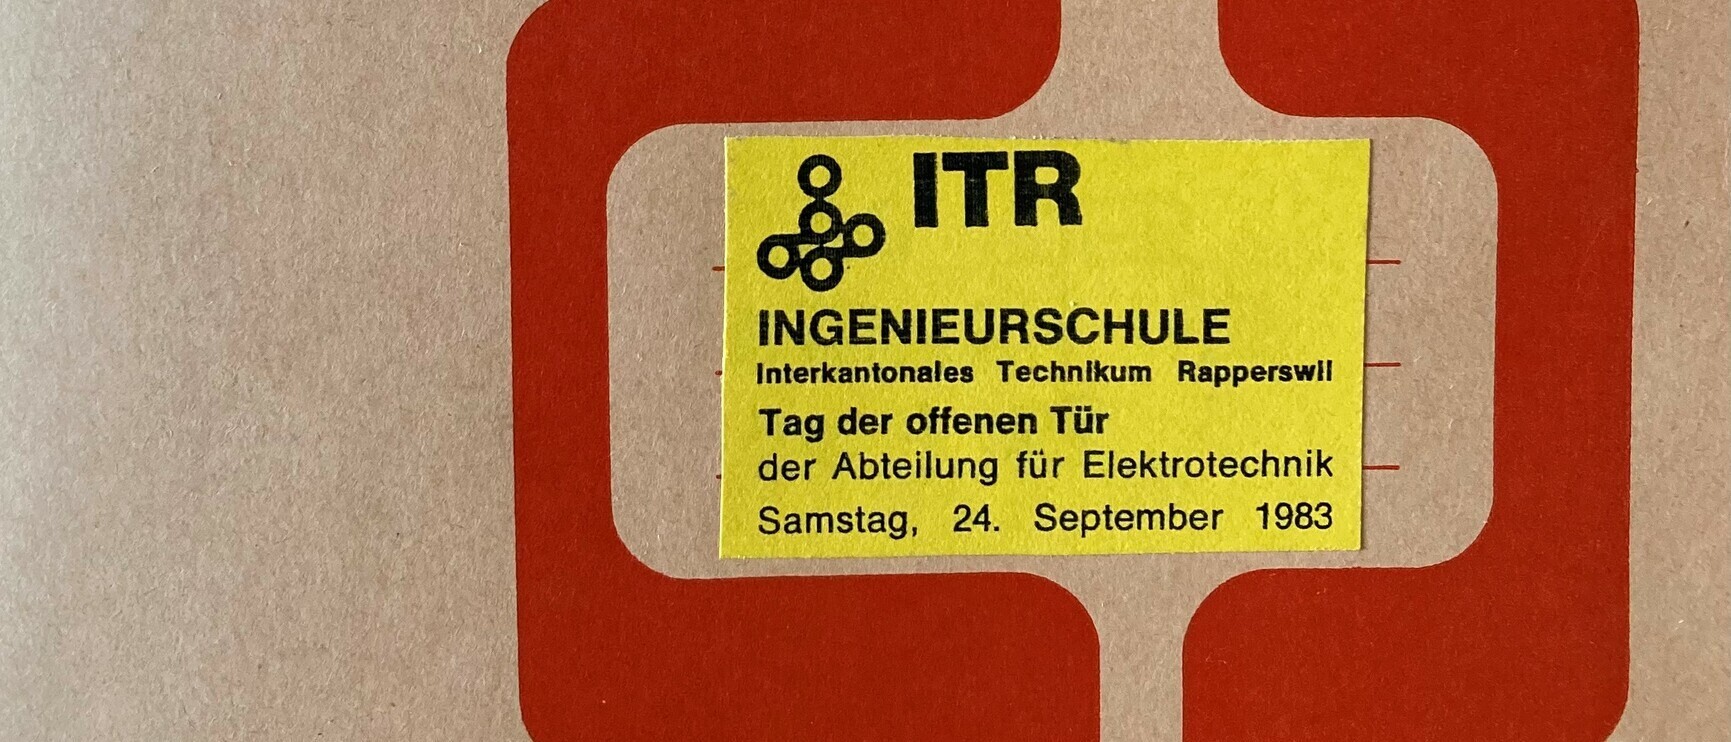 ITR
INGENIEURSCHULE
Interkantonales Technikum Rapperswil
Tag der offenen Tür
der Abteilung für Elektrotechnik
Samstag, 24. September 1983